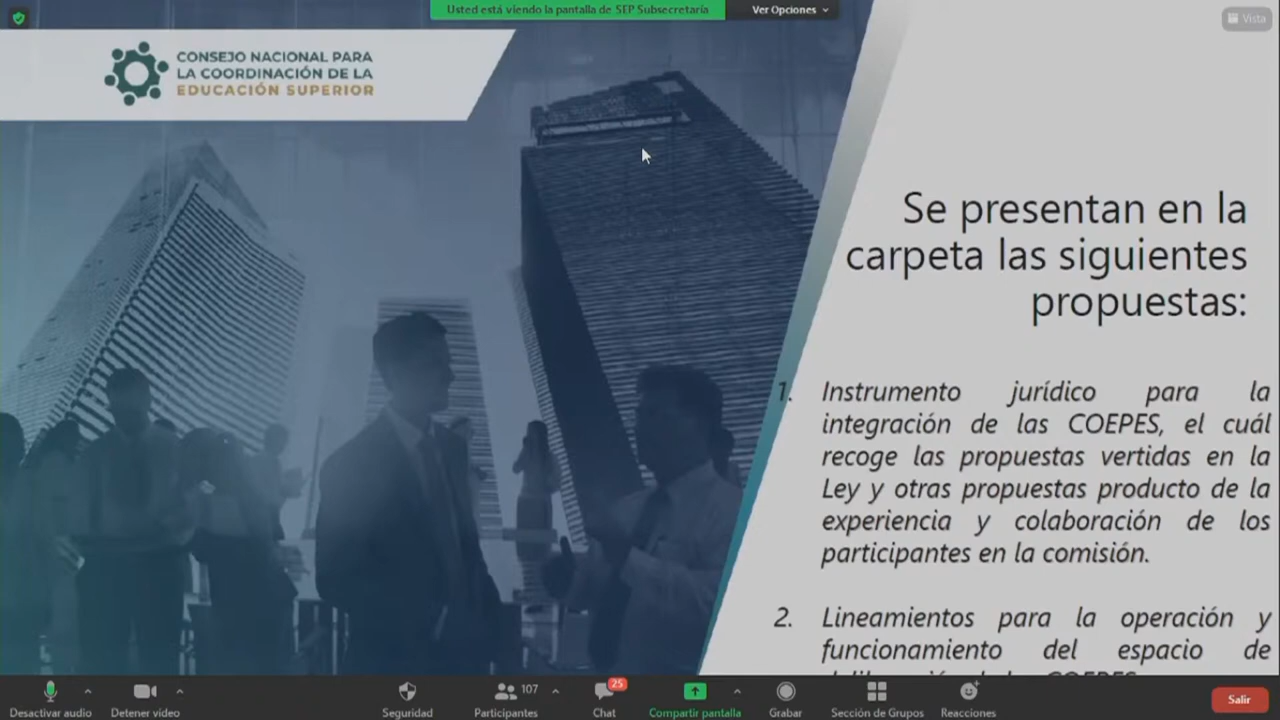 Usted está viendo la pantalla de SEP Subsecretaría
Ver Opciones
Vista
CONSEJO NACIONAL PARA
LA COORDINACIÓN DE LA
EDUCACIÓN SUPERIOR
Se presentan en la
carpeta las siguientes
propuestas:
1. Instrumento jurídico para la
integración de las COEPES, el cuál
recoge las propuestas vertidas en la
Ley y otras propuestas producto de la
experiencia y colaboración de los
participantes en la comisión.
2. Lineamientos para la operación y
funcionamiento del espacio de
Desactivar audio
Detener video
Seguridad
107
Participantes
25
Chat
Compartir pantalla
Grabar
Sección de Grupos
Reacciones
Salir